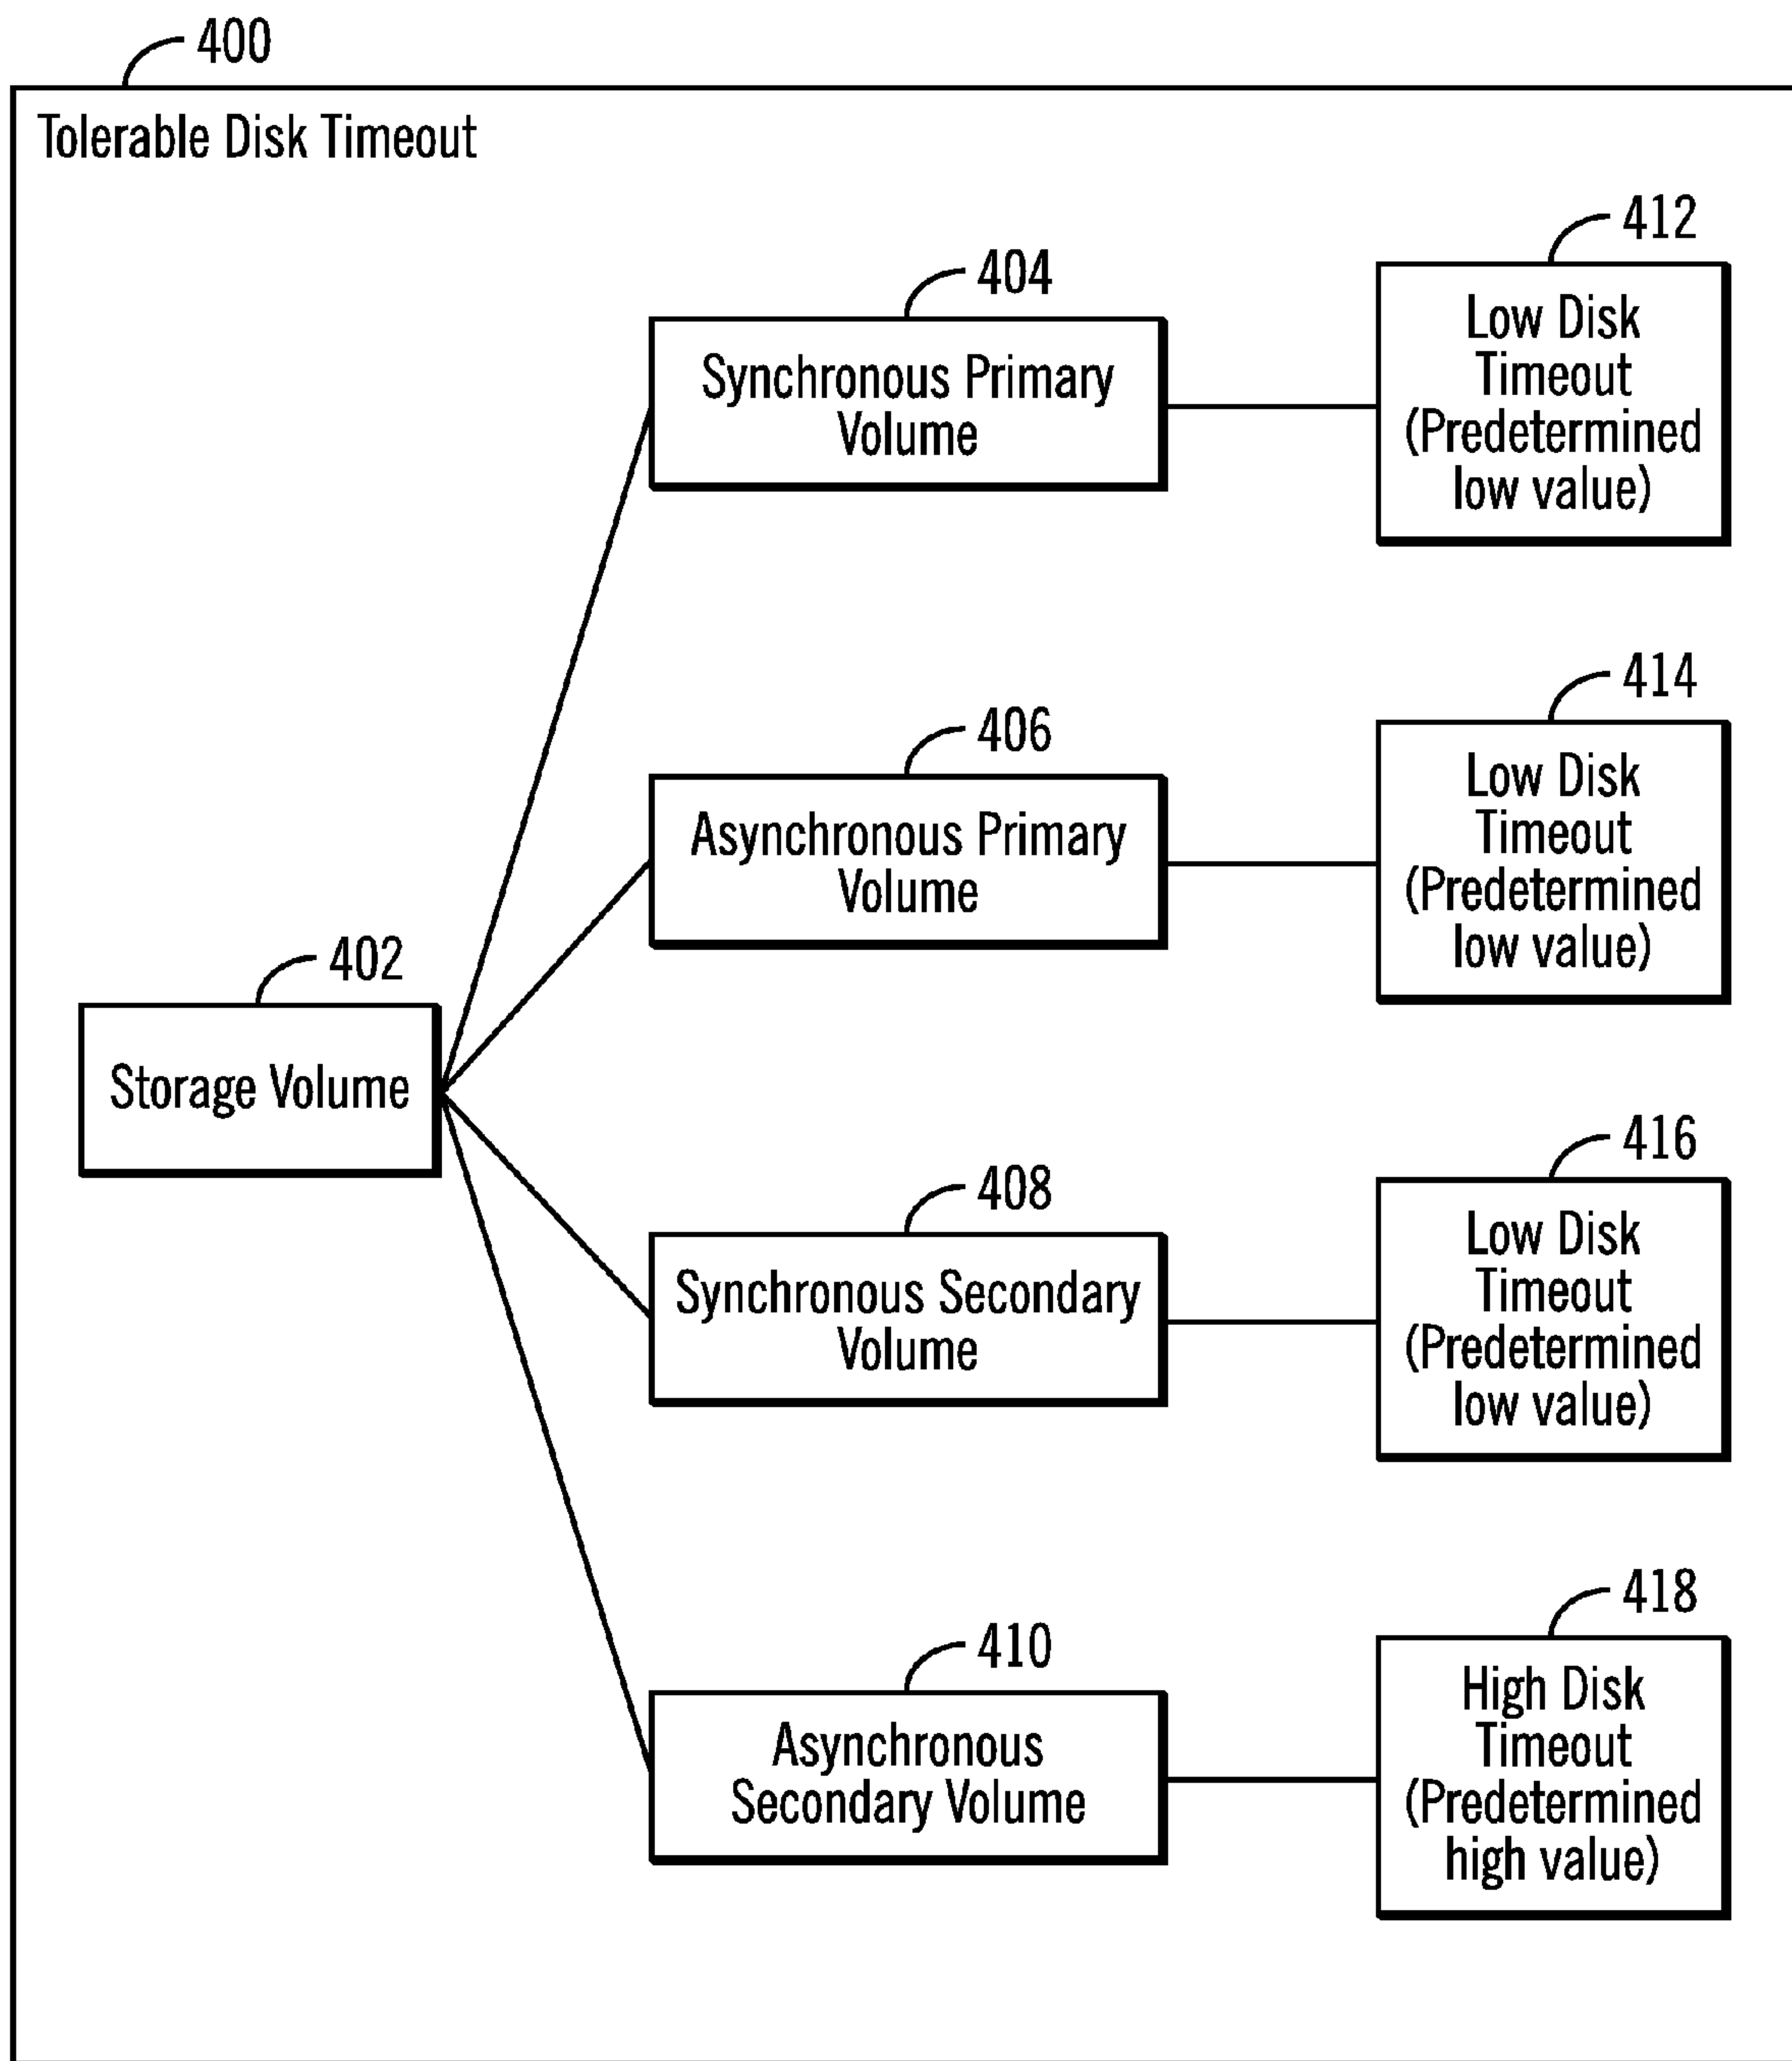 400
Tolerable Disk Timeout
412
Low Disk
Timeout
(Predetermined
low value)
404
Synchronous Primary
Volume
414
Low Disk
Timeout
(Predetermined
low value)
406
Asynchronous Primary
Volume
402
Storage Volume
416
Low Disk
Timeout
(Predetermined
low value)
408
Synchronous Secondary
Volume
418
High Disk
Timeout
(Predetermined
high value)
410
Asynchronous
Secondary Volume